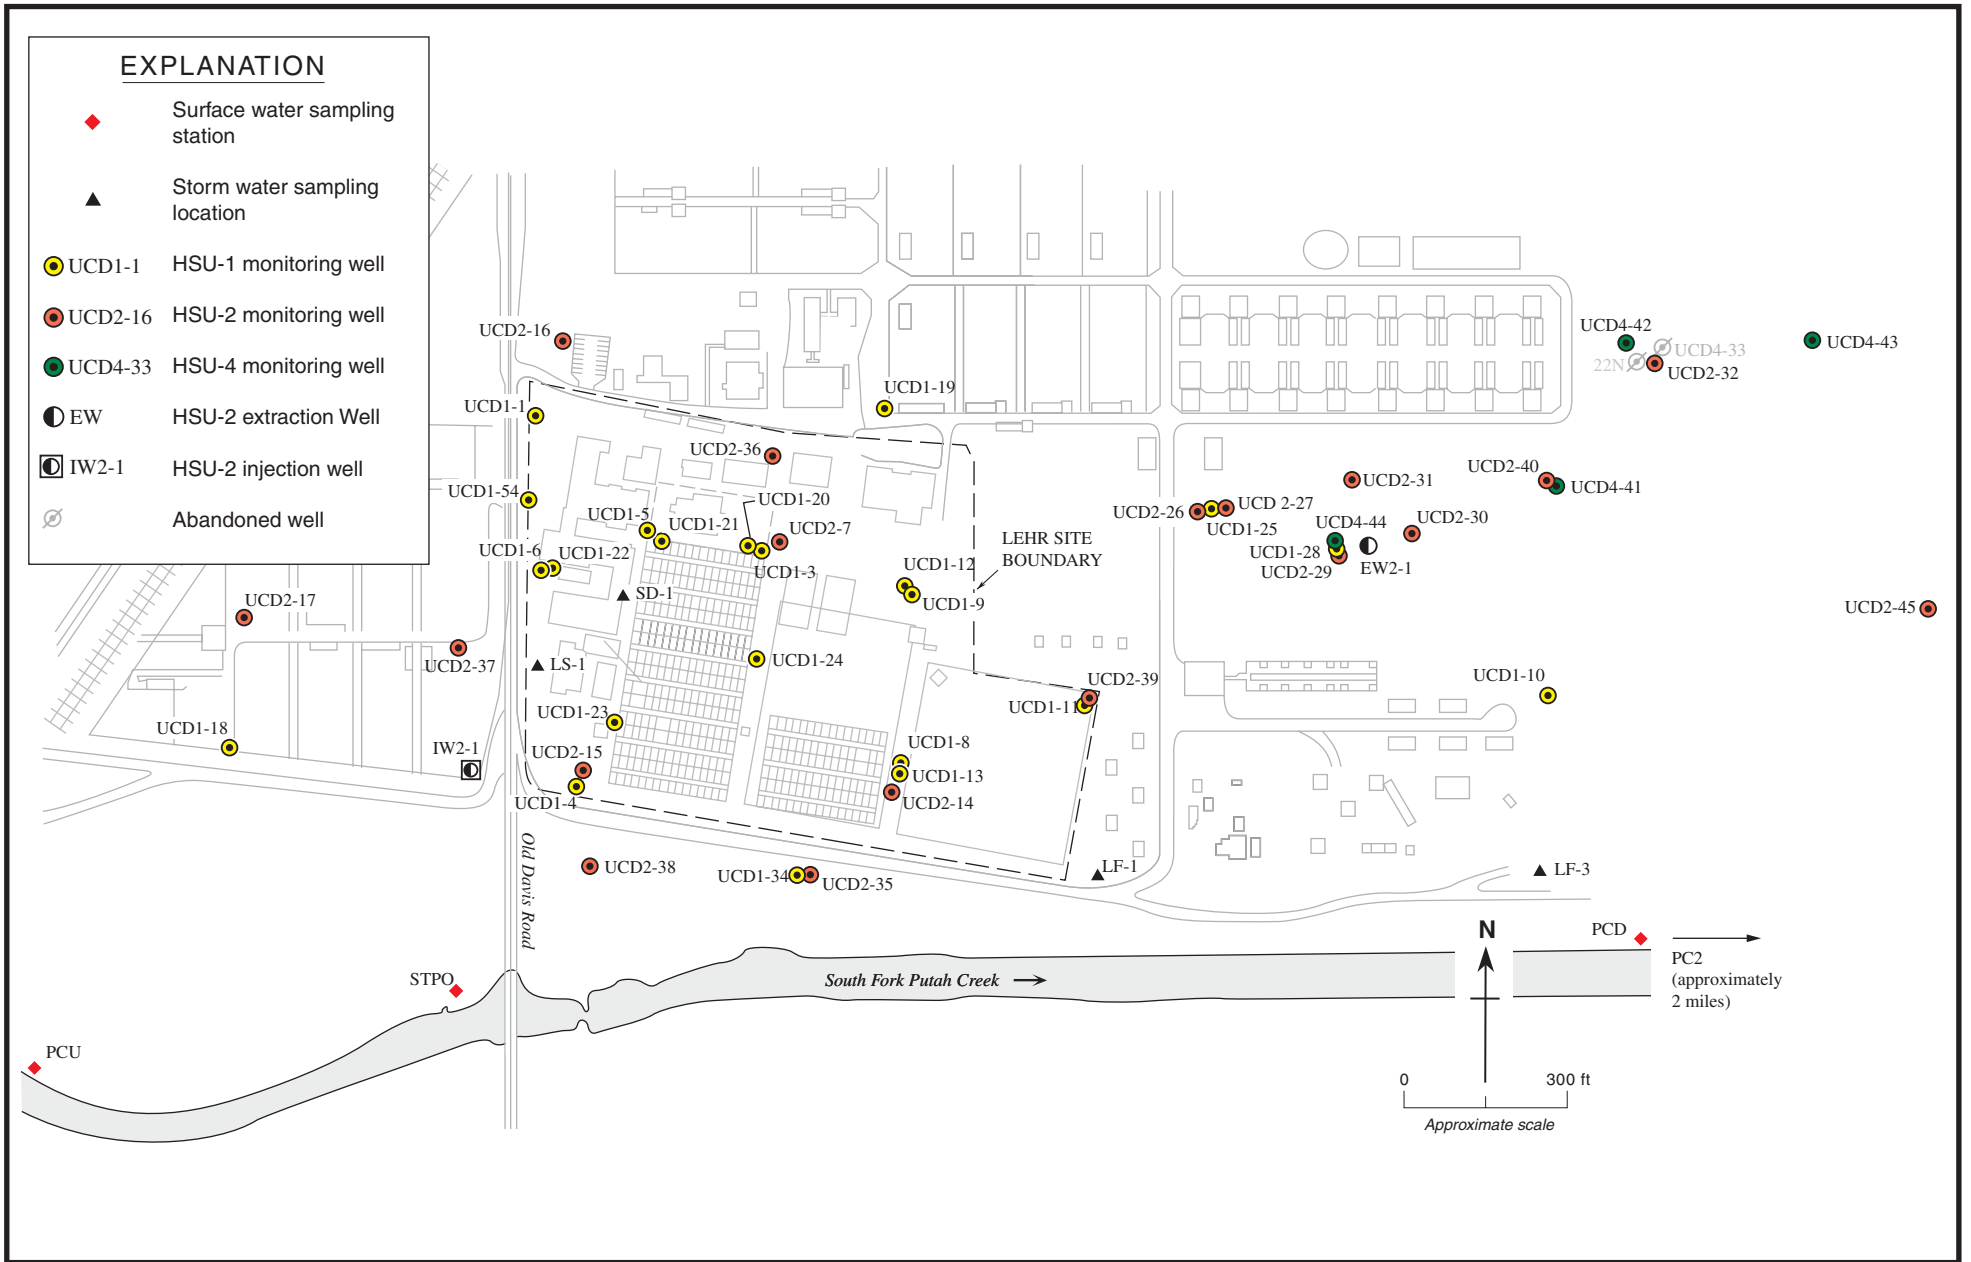 EXPLANATION
Surface water sampling
station
Storm water sampling
location
UCD1-1 HSU-1 monitoring well
UCD2-16 HSU-2 monitoring well
UCD4-33 HSU-4 monitoring well
EW HSU-2 extraction Well
IW2-1 HSU-2 injection well
Abandoned well
UCD2-16
UCD4-42
UCD4-33
UCD4-43
22N
UCD2-32
UCD1-19
UCD1-1
UCD2-36
UCD2-31
UCD2-40
UCD4-41
UCD1-54
UCD1-20
UCD1-5
UCD1-21
UCD2-7
UCD2-26
UCD 2-27
UCD1-25
UCD4-44
UCD2-30
UCD1-6
UCD1-22
UCD1-3
UCD1-12
LEHR SITE
BOUNDARY
UCD1-28
UCD2-29
EW2-1
SD-1
UCD1-9
UCD2-17
UCD2-45
UCD2-37
LS-1
UCD1-24
UCD2-39
UCD1-10
UCD1-11
UCD1-23
UCD1-18
IW2-1
UCD2-15
UCD1-8
UCD1-13
UCD1-4
UCD2-14
Old Davis Road
UCD2-38
UCD1-34
UCD2-35
LF-1
LF-3
N
PCD
PC2
(approximately
2 miles)
STPO
South Fork Putah Creek
PCU
0 300 ft
Approximate scale